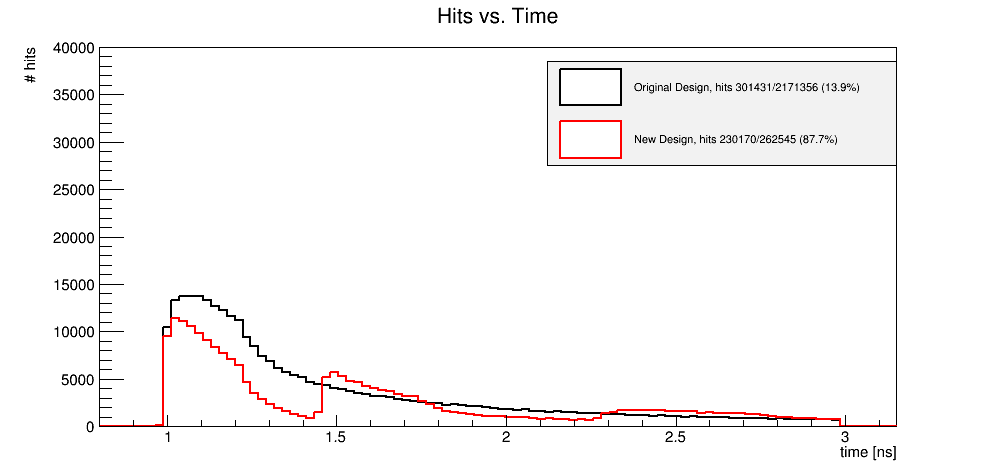 Hits vs. Time
# hits
40000
35000
30000
25000
20000
15000
10000
5000
0
Original Design, hits 301431/2171356 (13.9%)
New Design, hits 230170/262545 (87.7%)
1 1.5 2 2.5 3
time [ns]